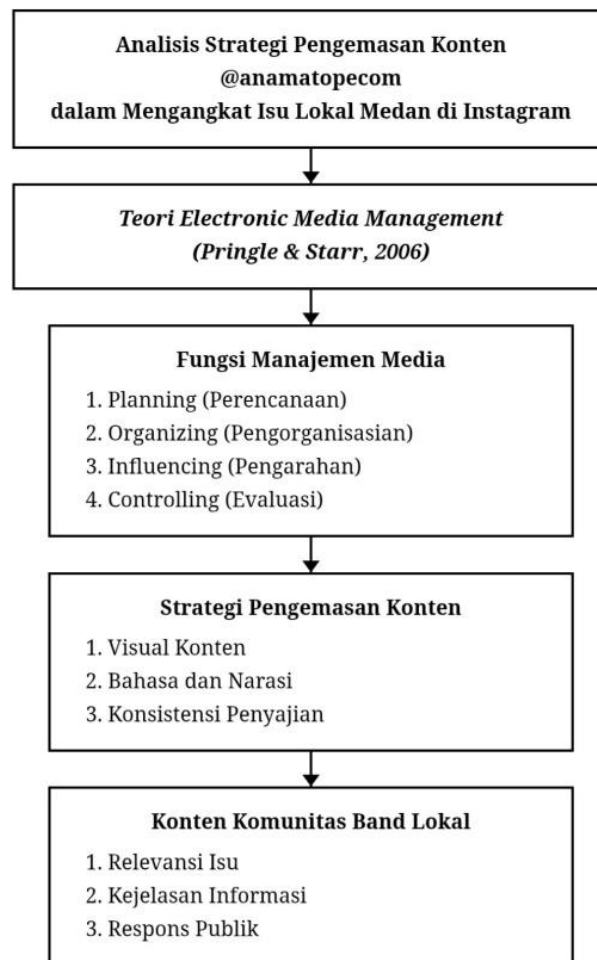 Analisis Strategi Pengemasan Konten
@anamatopecom
dalam Mengangkat Isu Lokal Medan di Instagram
Teori Electronic Media Management
(Pringle & Starr, 2006)
Fungsi Manajemen Media
1. Planning (Perencanaan)
2. Organizing (Pengorganisasian)
3. Influencing (Pengarahan)
4. Controlling (Evaluasi)
Strategi Pengemasan Konten
1. Visual Konten
2. Bahasa dan Narasi
3. Konsistensi Penyajian
Konten Komunitas Band Lokal
1. Relevansi Isu
2. Kejelasan Informasi
3. Respons Publik